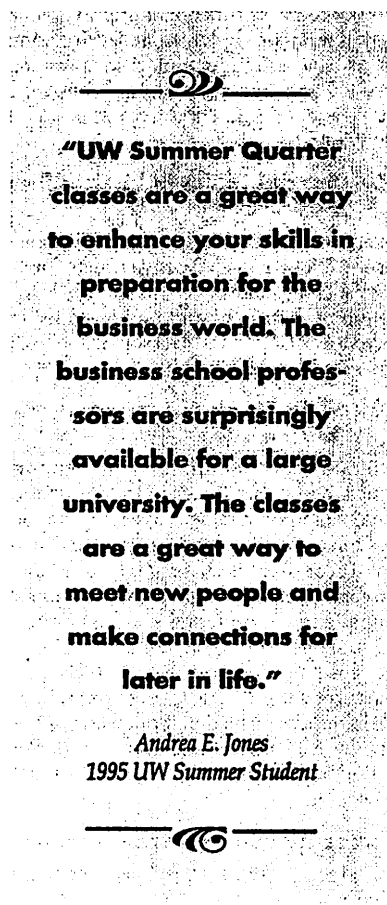 “UW Summer Quarter
classes are a great way
to enhance your skills in
preparation for the
business world. The
business school profes-
sors are surprisingly
available for a large
university. The classes
are a great way to
meet new people and
make connections for
later in life.”
Andrea E. Jones
1995 UW Summer Student